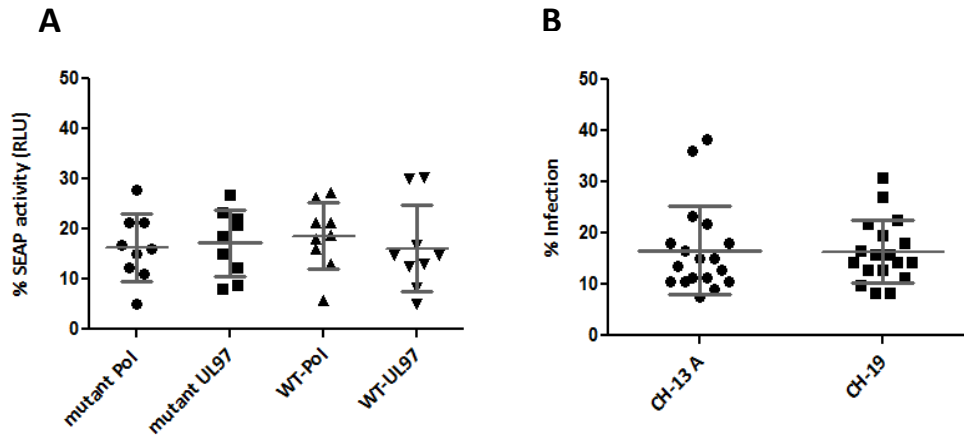 A
B
% SEAP activity (RLU)
50
40
30
20
10
0
mutant Pol
mutant UL97
WT-Pol
WT-UL97
% Infection
50
40
30
20
10
0
CH-13 A
CH-19